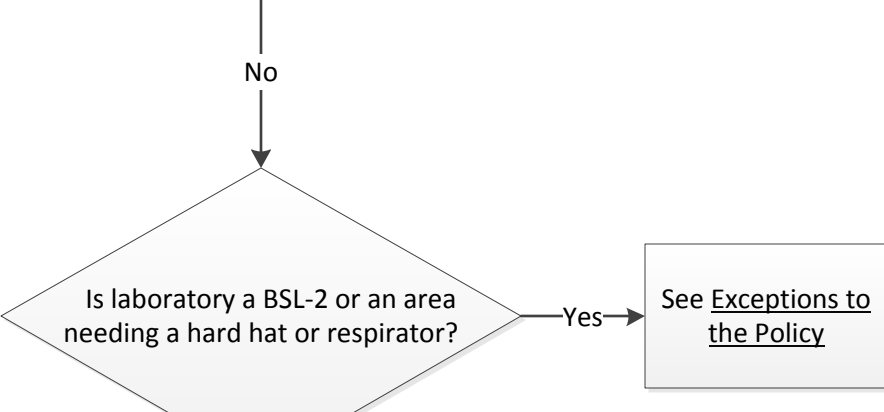 No
Is laboratory a BSL-2 or an area
needing a hard hat or respirator?
Yes
See Exceptions to
the Policy